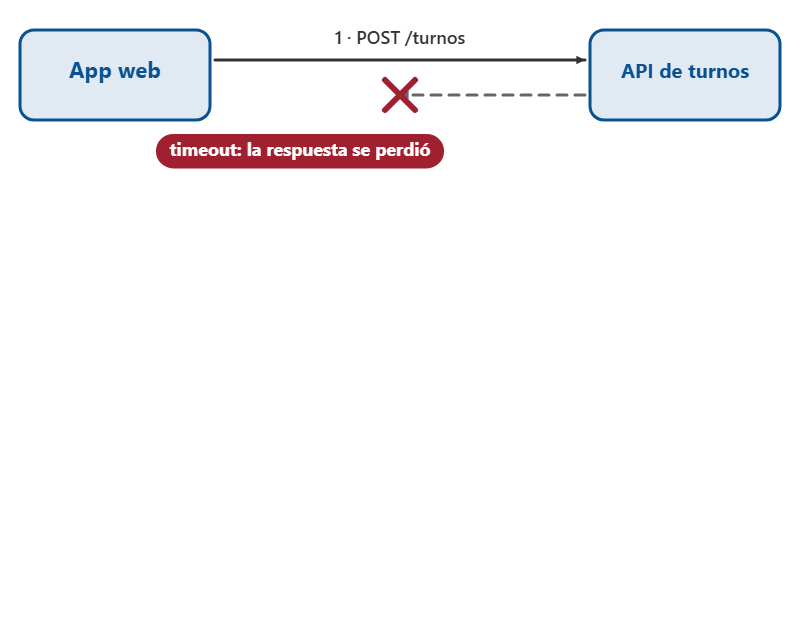 1 · POST /turnos
App web
API de turnos
timeout: la respuesta se perdió